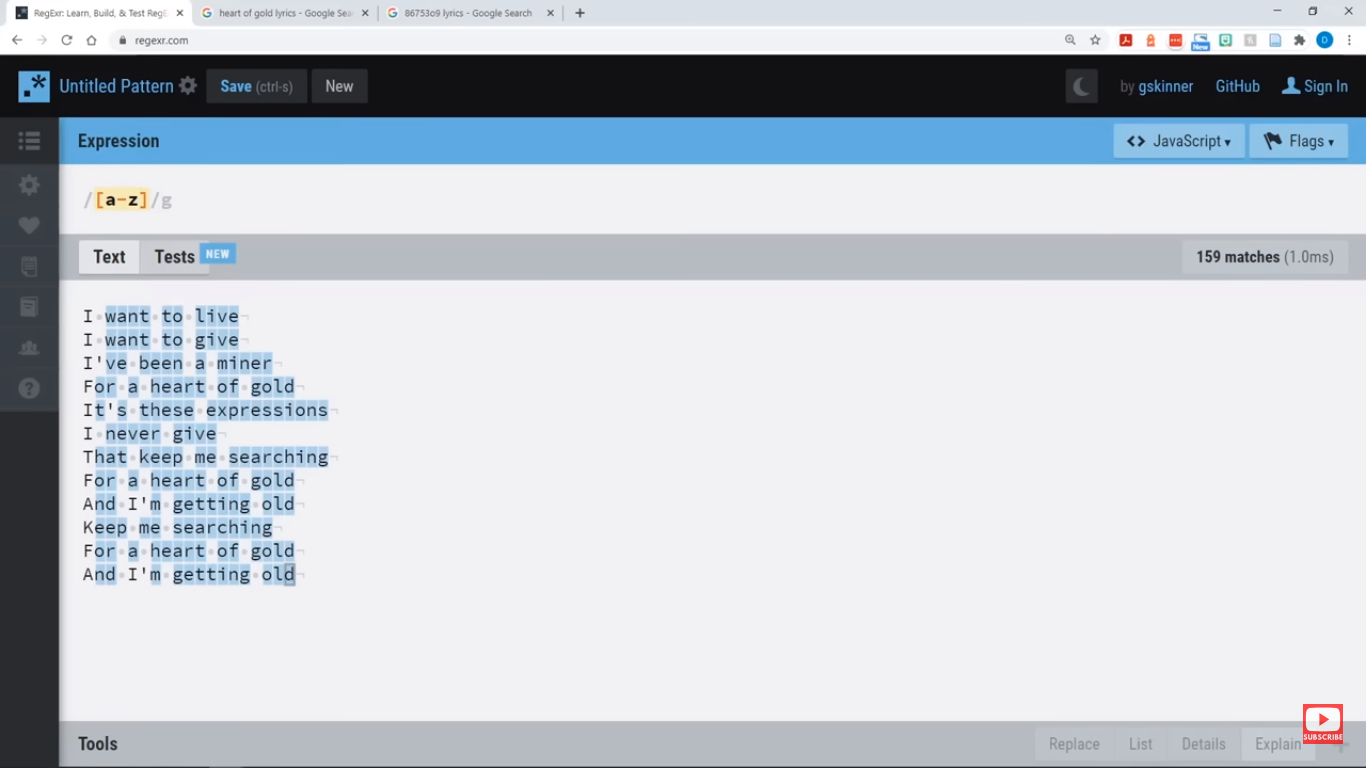 RegExr: Learn, Build, & Test RegE
heart of gold lyrics - Google Sea
86753o9 lyrics - Google Search
regexr.com
New
D
.*
Untitled Pattern
Save (ctrl-s)
New
by gskinner
GitHub
Sign In
Expression
<> JavaScript
Flags
/[a-z]/g
Text
Tests
NEW
159 matches (1.0ms)
I want to live
I want to give
I've been a miner
For a heart of gold
It's these expressions
I never give
That keep me searching
For a heart of gold
And I'm getting old
Keep me searching
For a heart of gold
And I'm getting old
SUBSCRIBE
Tools
Replace
List
Details
Explain